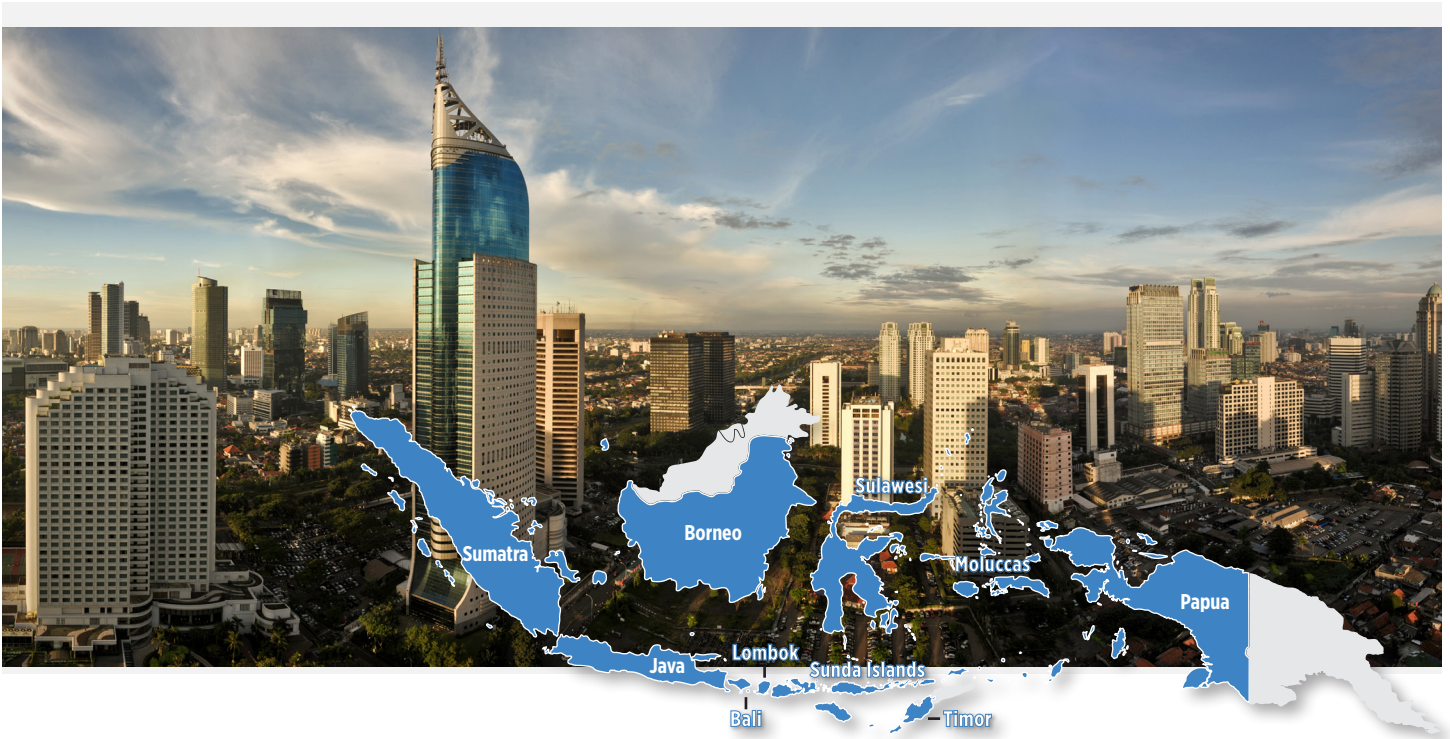 Sulawesi
Borneo
Sumatra
Moluccas
Papua
Lombok
Java
Sunda Islands
Bali
Timor